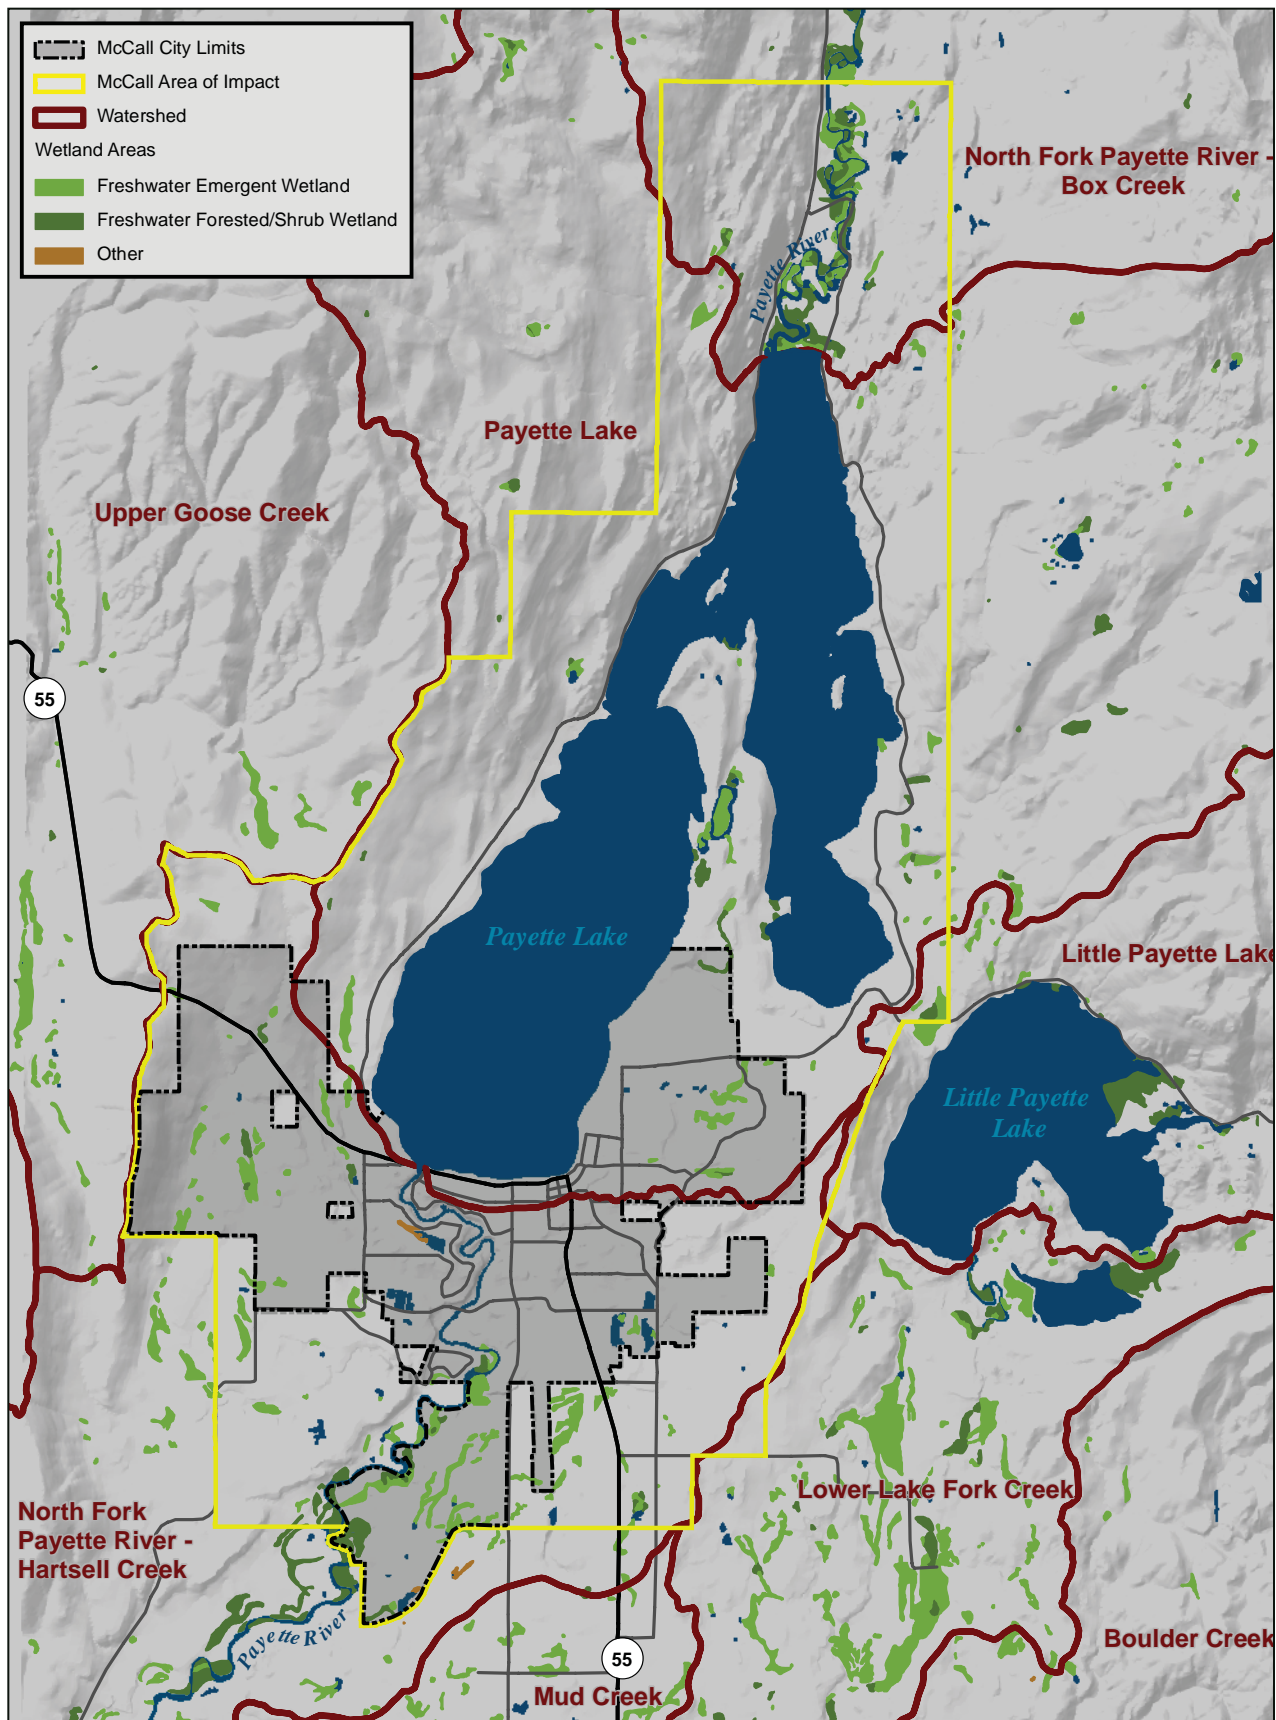 McCall City Limits
McCall Area of Impact
Watershed
Wetland Areas
Freshwater Emergent Wetland
Freshwater Forested/Shrub Wetland
Other
North Fork Payette River -
Box Creek
Payette River
Payette Lake
Upper Goose Creek
55
Payette Lake
Little Payette Lake
Little Payette
Lake
Lower Lake Fork Creek
North Fork
Payette River -
Hartsell Creek
Payette River
Boulder Creek
55
Mud Creek